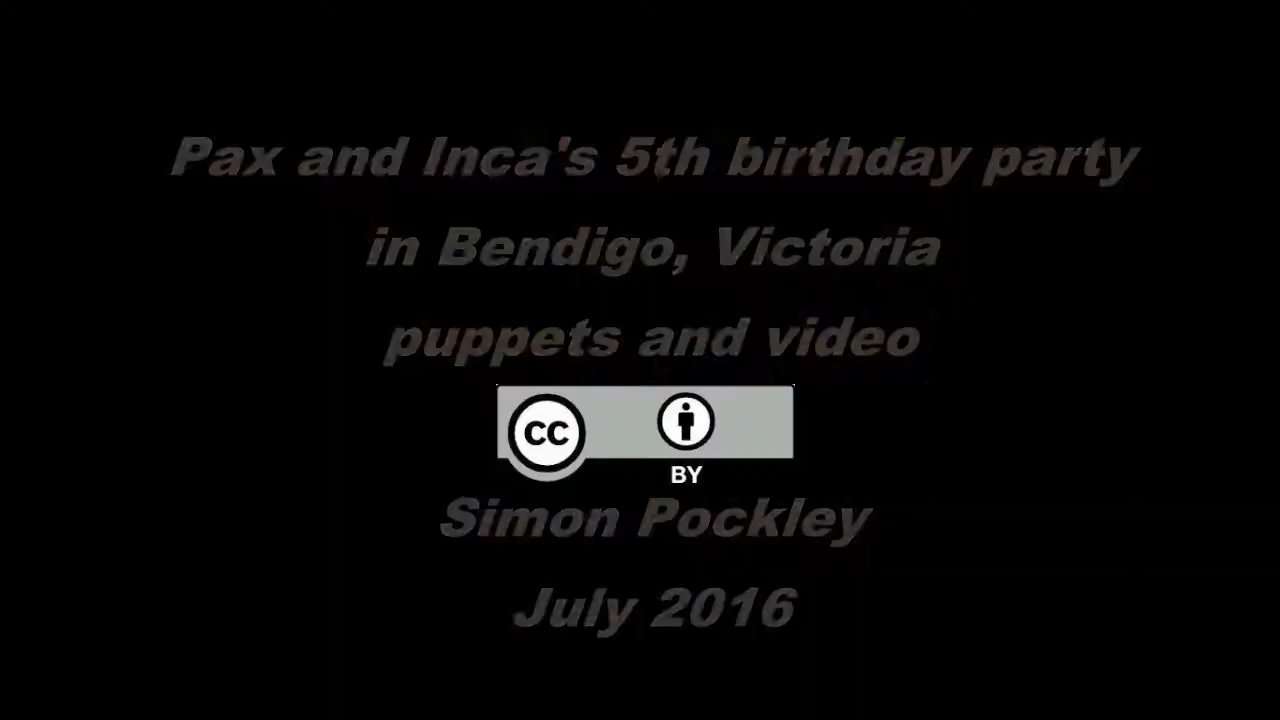 Pax and Inca's 5th birthday party
in Bendigo, Victoria
puppets and video
CC
BY
Simon Pockley
July 2016